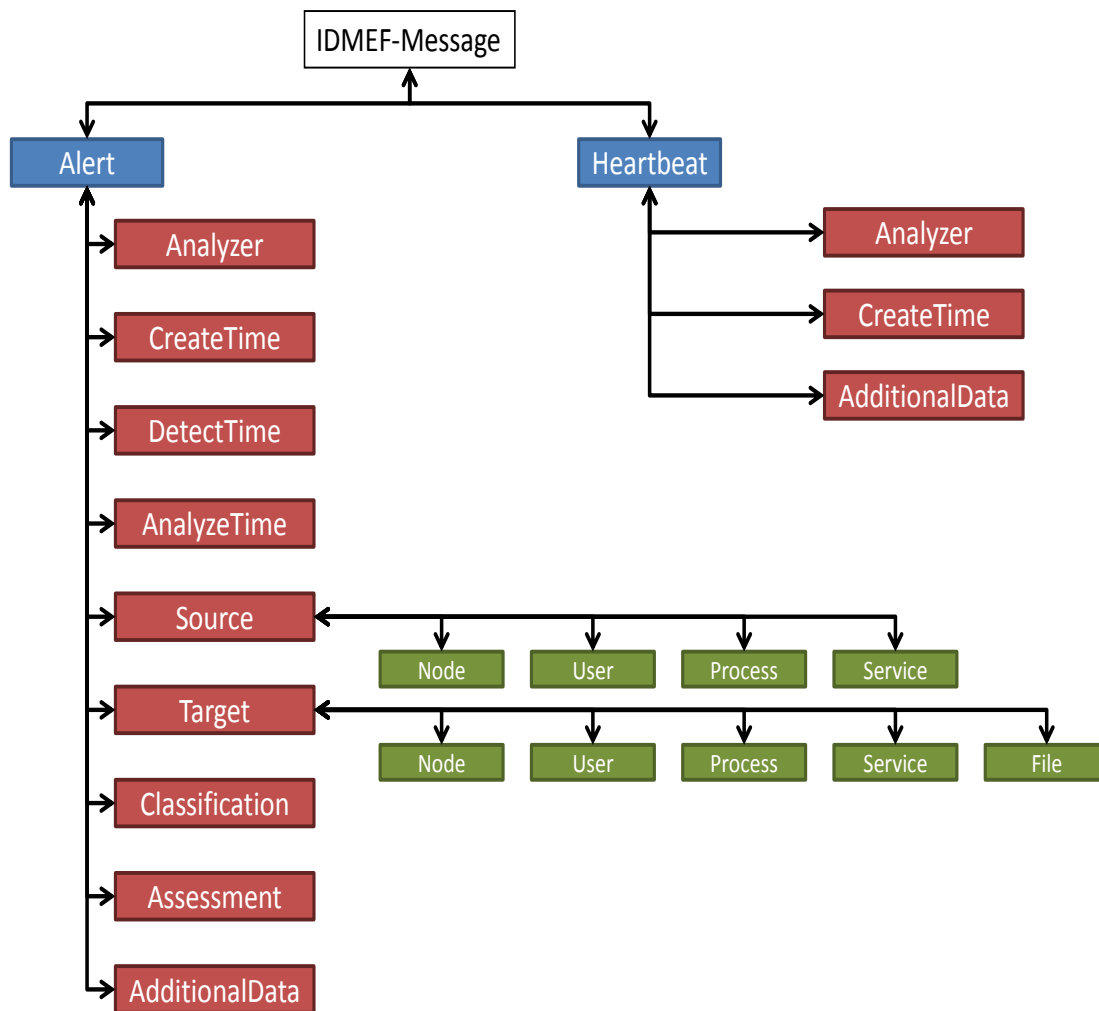 IDMEF-Message
Alert
Heartbeat
Analyzer
Analyzer
CreateTime
CreateTime
DetectTime
AdditionalData
AnalyzeTime
Source
Node
User
Process
Service
Target
Node
User
Process
Service
File
Classification
Assessment
AdditionalData